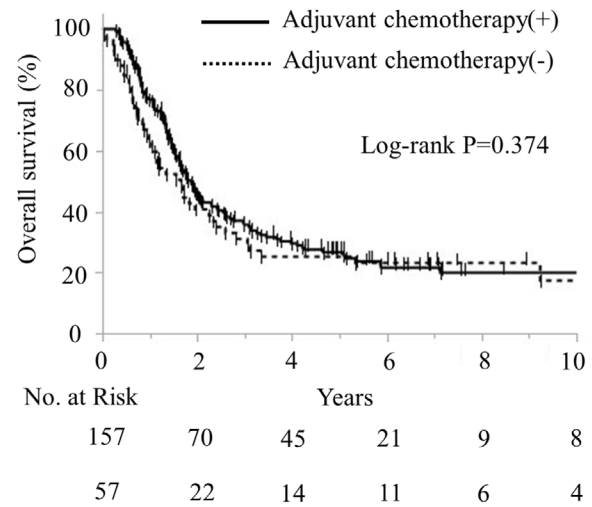 100
Adjuvant chemotherapy(+)
Adjuvant chemotherapy(-)
80
Log-rank P=0.374
60
Overall survival (%)
40
20
0
0 2 4 6 8 10
No. at Risk Years
157 70 45 21 9 8
57 22 14 11 6 4